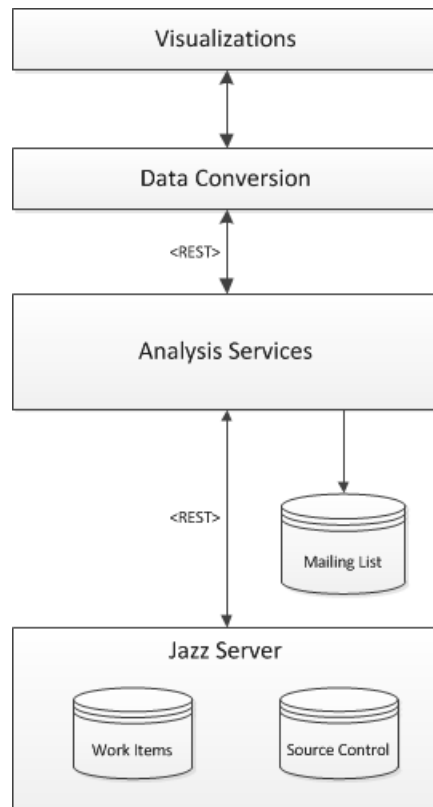 Visualizations
Data Conversion
<REST>
Analysis Services
<REST>
Mailing List
Jazz Server
Work Items
Source Control